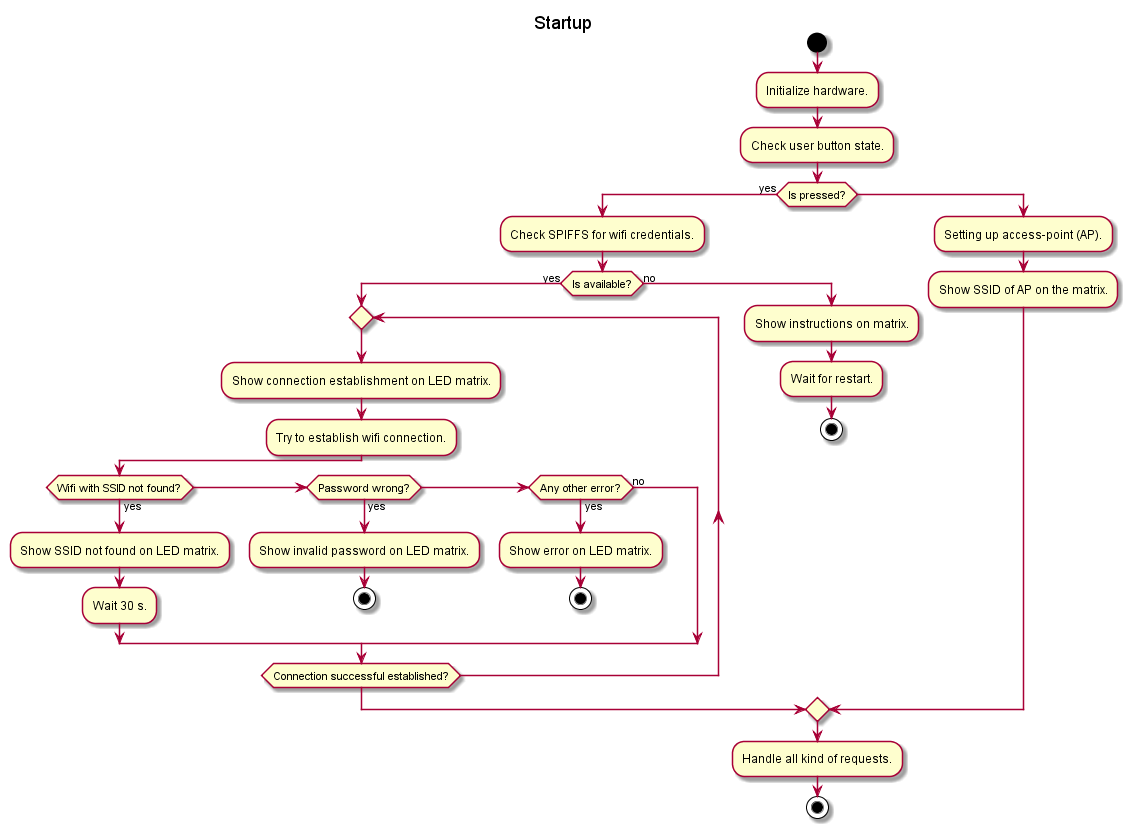 Startup
Initialize hardware.
Check user button state.
yes
Is pressed?
Check SPIFFS for wifi credentials.
Setting up access-point (AP).
yes
Is available?
no
Show SSID of AP on the matrix.
Show instructions on matrix.
Show connection establishment on LED matrix.
Wait for restart.
Try to establish wifi connection.
Wifi with SSID not found?
Password wrong?
Any other error?
no
yes
yes
yes
Show SSID not found on LED matrix.
Show invalid password on LED matrix.
Show error on LED matrix.
Wait 30 s.
Connection successful established?
Handle all kind of requests.